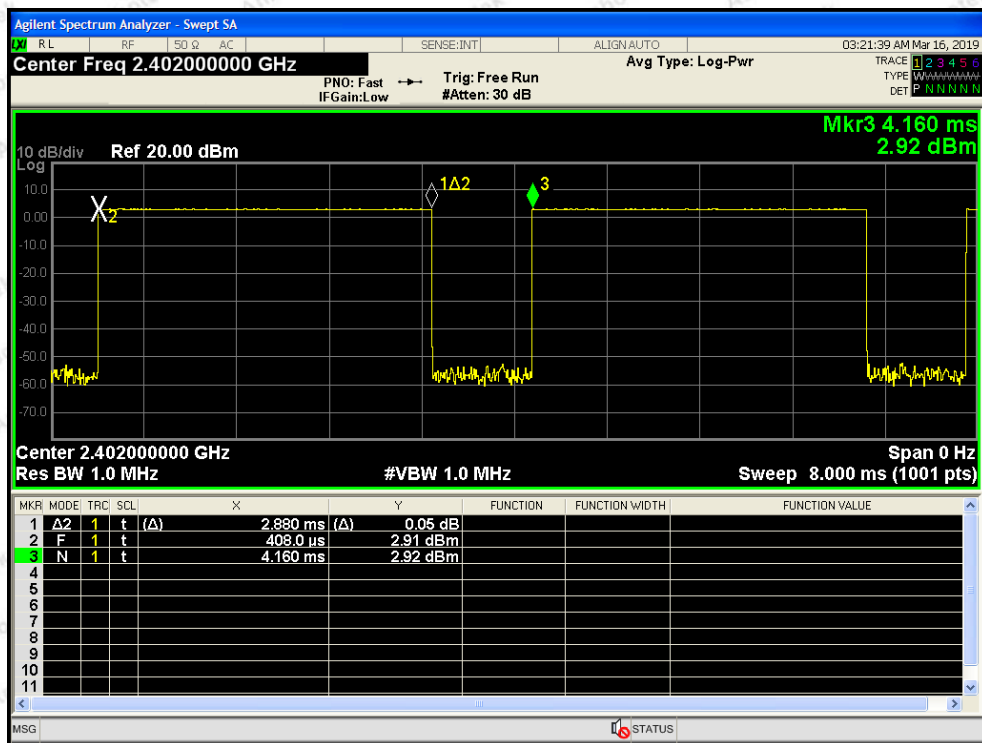 Agilent Spectrum Analyzer - Swept SA
LXI RL RF 50 Ω AC SENSE:INT ALIGNAUTO 03:21:39 AM Mar 16, 2019
Center Freq 2.402000000 GHz Avg Type: Log-Pwr TRACE 1 2 3 4 5 6
PNO: Fast Trig: Free Run TYPE WWWWWW
IFGain:Low #Atten: 30 dB DET P N N N N N
Mkr3 4.160 ms
10 dB/div Ref 20.00 dBm 2.92 dBm
Log
10.0
0.00
-10.0
-20.0
-30.0
-40.0
-50.0
-60.0
-70.0
X2 1Δ2 3
Center 2.402000000 GHz Span 0 Hz
Res BW 1.0 MHz #VBW 1.0 MHz Sweep 8.000 ms (1001 pts)
MKR MODE TRC SCL X Y FUNCTION FUNCTION WIDTH FUNCTION VALUE
1 Δ2 1 t (Δ) 2.880 ms (Δ) 0.05 dB
2 F 1 t 408.0 µs 2.91 dBm
3 N 1 t 4.160 ms 2.92 dBm
4
5
6
7
8
9
10
11
MSG STATUS